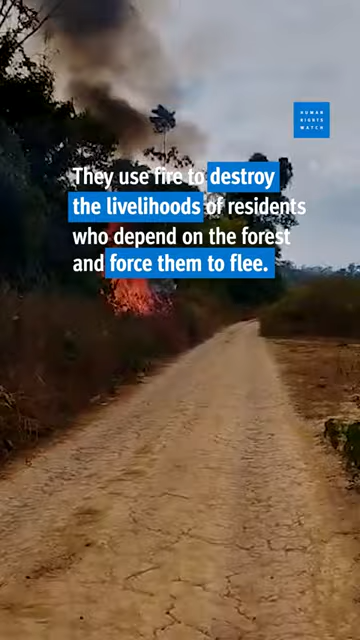 HUMAN
RIGHTS
WATCH
They use fire to destroy
the livelihoods of residents
who depend on the forest
and force them to flee.